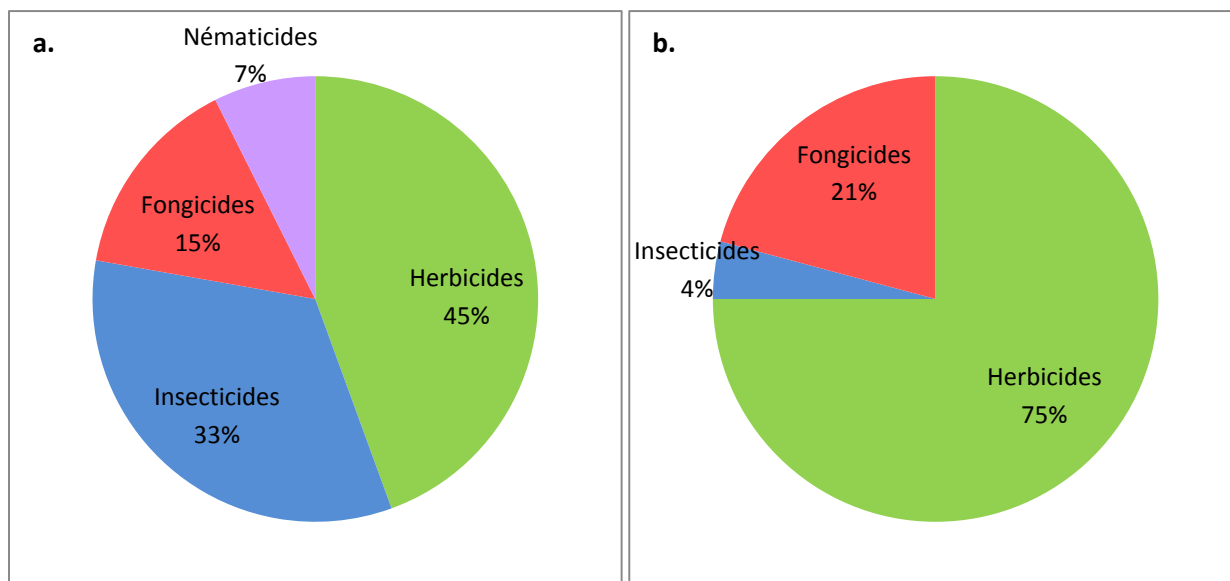 a.
Nématicides
7%
Fongicides
15%
Herbicides
45%
Insecticides
33%
b.
Fongicides
21%
Insecticides
4%
Herbicides
75%